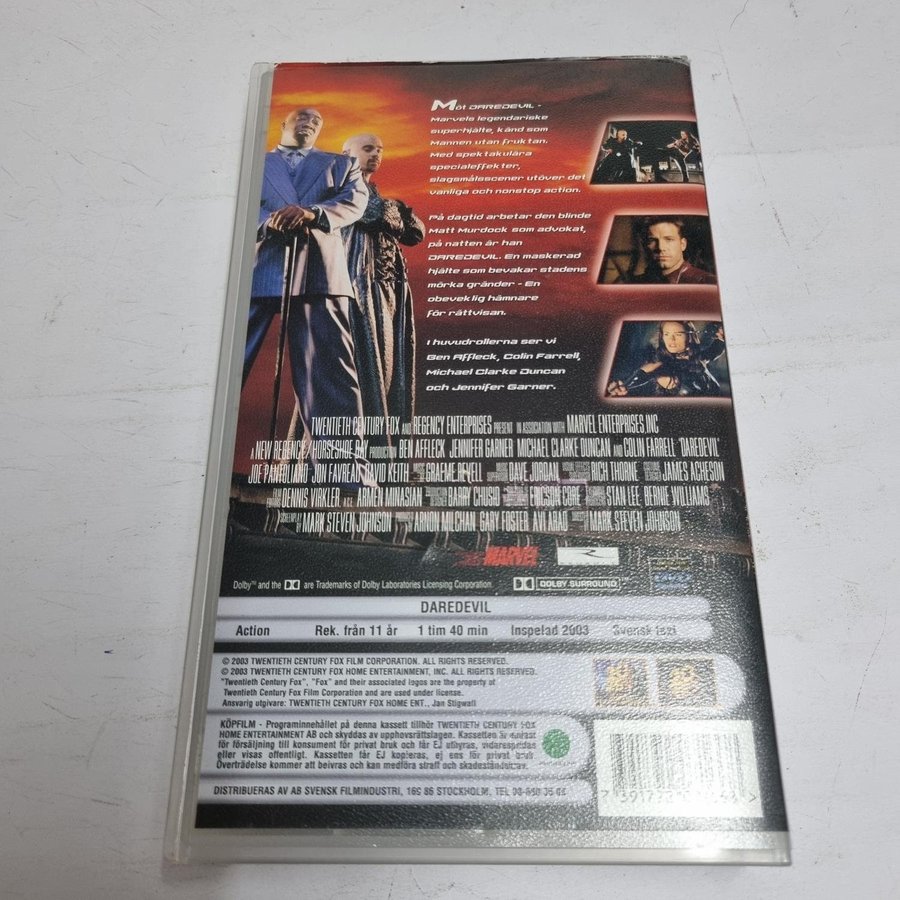 Möt DAREDEVIL -
Marvels legendariske
superhjälte, känd som
Mannen utan fruktan.
Med spektakulära
specialeffekter,
slagsmålsscener utöver det
vanliga och nonstop action.
På dagtid arbetar den blinde
Matt Murdock som advokat,
på natten är han
DAREDEVIL. En maskerad
hjälte som bevakar stadens
mörka gränder - En
obeveklig hämnare
för rättvisan.
I huvudrollerna ser vi
Ben Affleck, Colin Farrell,
Michael Clarke Duncan
och Jennifer Garner.
TWENTIETH CENTURY FOX AND REGENCY ENTERPRISES PRESENT IN ASSOCIATION WITH MARVEL ENTERPRISES INC
A NEW REGENCY/HORSESHOE BAY PRODUCTION BEN AFFLECK JENNIFER GARNER MICHAEL CLARKE DUNCAN AND COLIN FARRELL 'DAREDEVIL'
JOE PANTOLIANO JON FAVREAU DAVID KEITH GRAEME REVELL DAVE JORDAN RICH THORNE JAMES ACHESON
DENNIS VIRKLER, A.C.E. ARMEN MINASIAN BARRY CHUSID ERICSON CORE STAN LEE BERNIE WILLIAMS
SCREENPLAY BY MARK STEVEN JOHNSON ARNON MILCHAN GARY FOSTER AVI ARAD MARK STEVEN JOHNSON
MARVEL
Dolby™ and the are Trademarks of Dolby Laboratories Licensing Corporation. DOLBY SURROUND
DAREDEVIL
Action Rek. från 11 år 1 tim 40 min Inspelad 2003 Svensk text
© 2003 TWENTIETH CENTURY FOX FILM CORPORATION. ALL RIGHTS RESERVED.
© 2003 TWENTIETH CENTURY FOX HOME ENTERTAINMENT, INC. ALL RIGHTS RESERVED.
"Twentieth Century Fox", "Fox" and their associated logos are the property of
Twentieth Century Fox Film Corporation and are used under license.
Ansvarig utgivare: TWENTIETH CENTURY FOX HOME ENT., Jan Stigwall
KÖPFILM - Programinnehållet på denna kassett tillhör TWENTIETH CENTURY FOX
HOME ENTERTAINMENT AB och skyddas av upphovsrättslagen. Kassetten är endast
för försäljning till konsument för privat bruk och får EJ uthyras, vidarespridas
eller visas offentligt. Kassetten får EJ kopieras, ej ens för privat bruk.
Överträdelse kommer att beivras och kan medföra straff och skadeståndskrav.
DISTRIBUERAS AV AB SVENSK FILMINDUSTRI, 169 86 STOCKHOLM, TEL